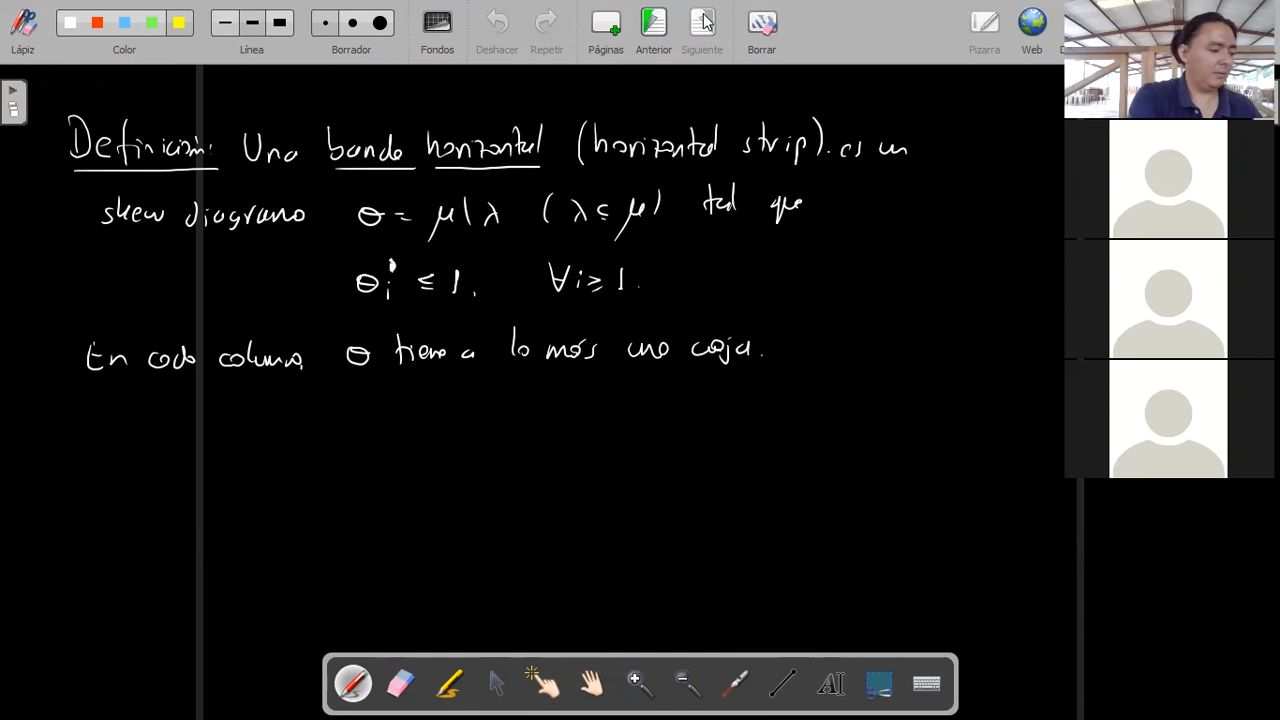 Lápiz Color Línea Borrador Fondos Deshacer Repetir Páginas Anterior Siguiente Borrar Pizarra Web
Definición: Una banda horizontal (horizontal strip). es un
skew diagrama θ = μ \ λ (λ ⊂ μ) tal que
θ'ᵢ ≤ 1, ∀ i ≥ 1.
En cada columna θ tiene a lo más una caja.
AI